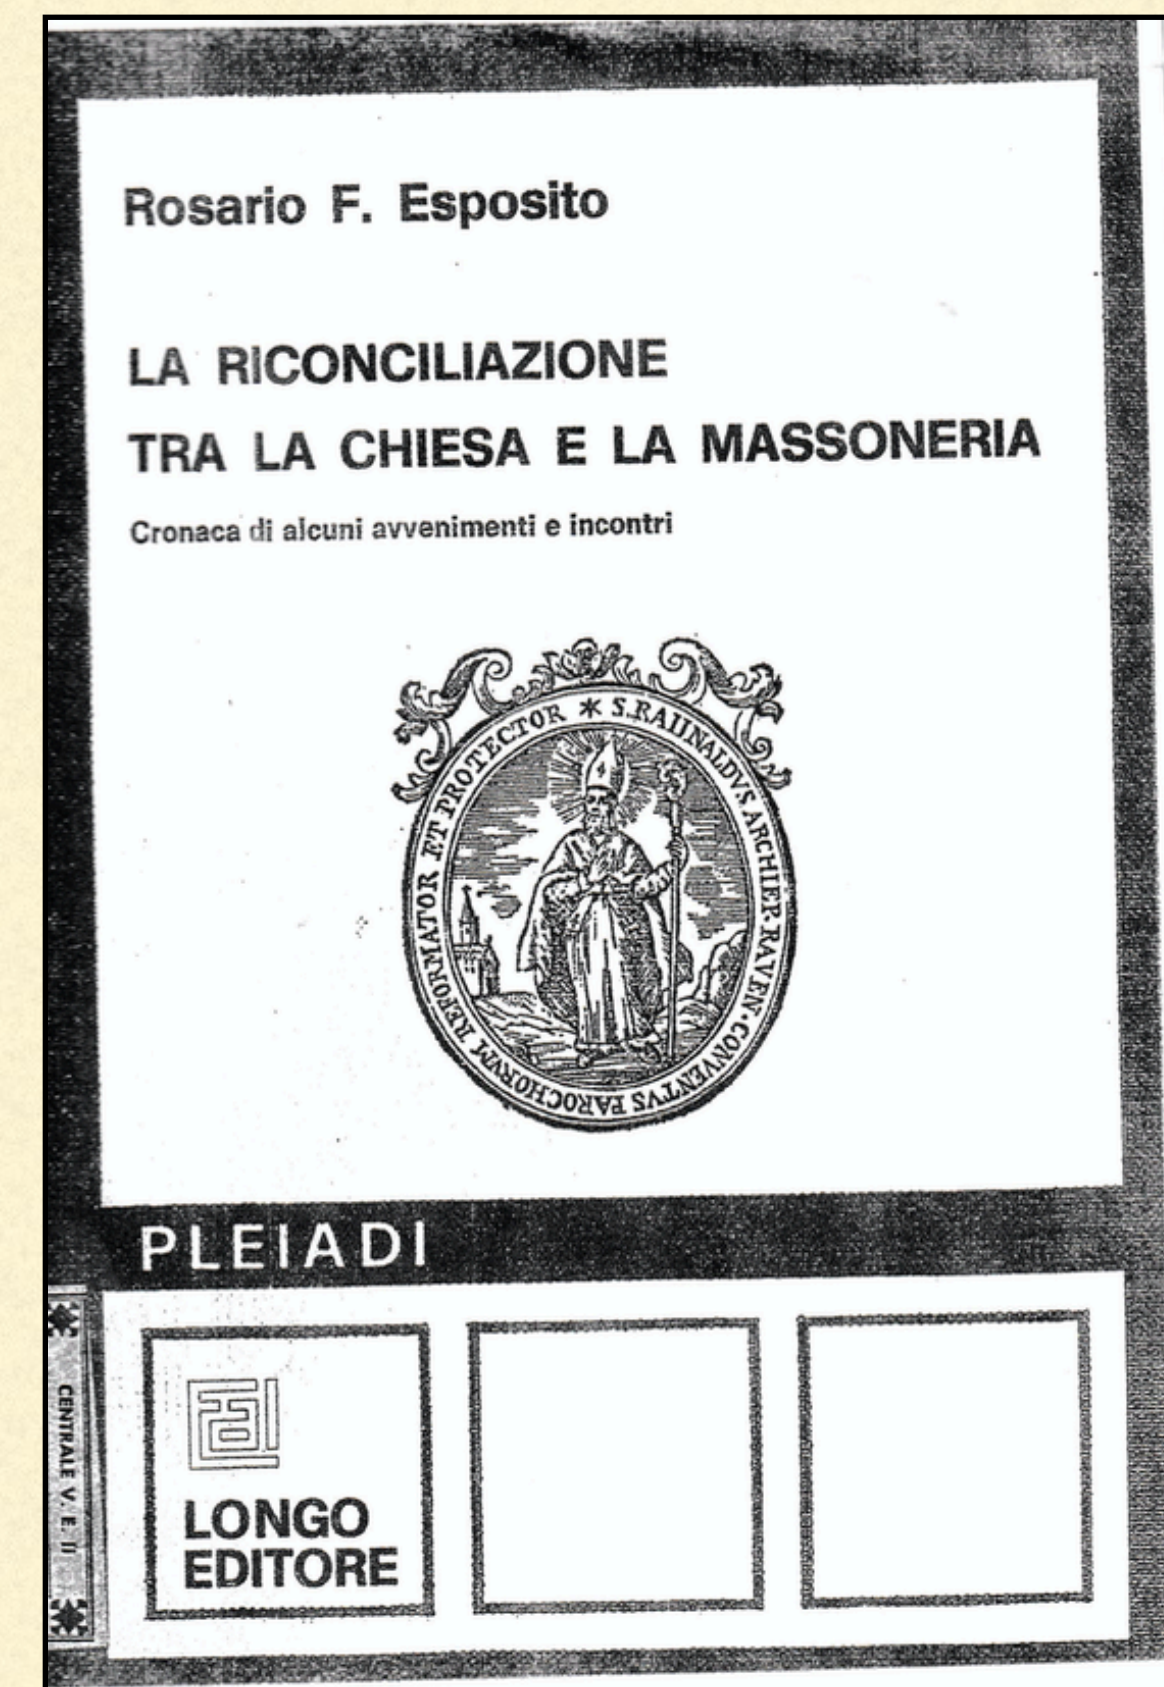 Rosario F. Esposito
LA RICONCILIAZIONE
TRA LA CHIESA E LA MASSONERIA
Cronaca di alcuni avvenimenti e incontri
* S. RAIJNALDVS ARCHIEP. RAVEN. CONVENTVS PAROCHORVM REFORMATOR ET PROTECTOR
PLEIADI
LONGO
EDITORE
CENTRALE V. E. II